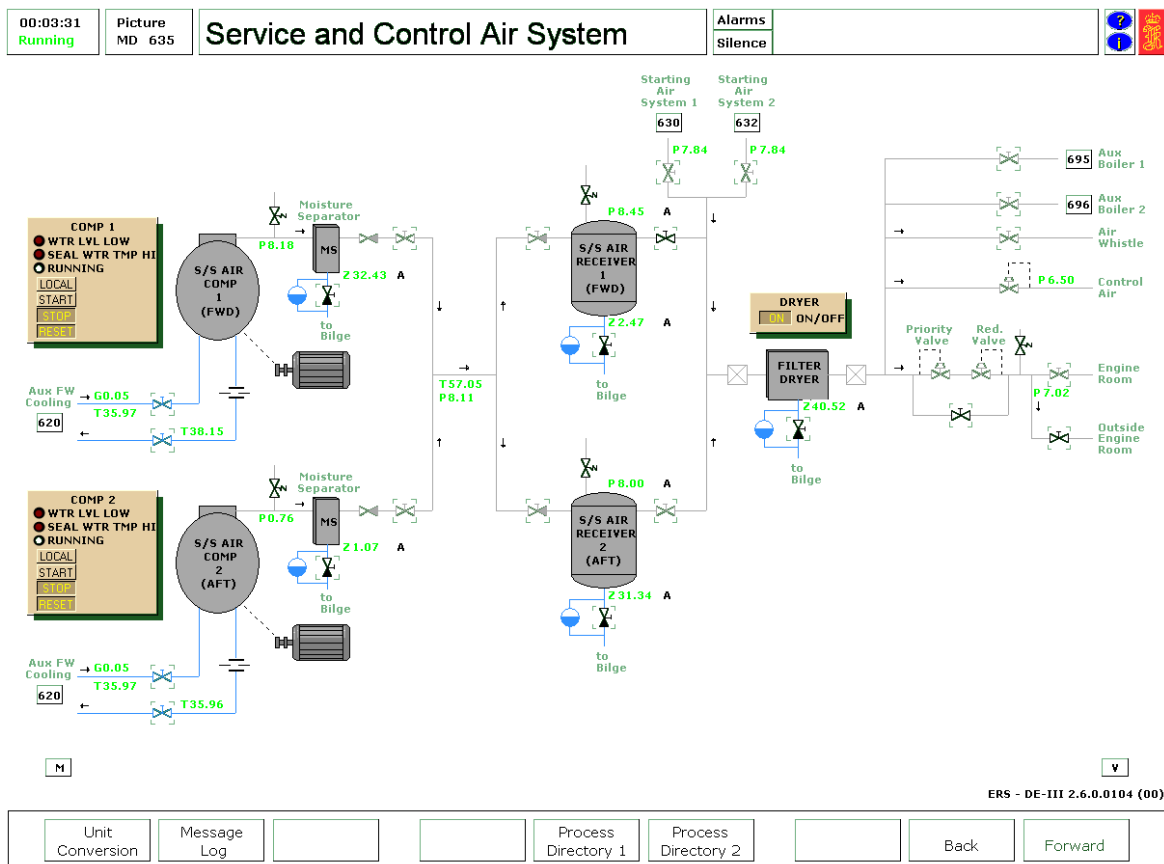 00:03:31
Running
Picture
MD 635
Service and Control Air System
Alarms
Silence
?
i
Starting
Air
System 1
630
P7.84
Starting
Air
System 2
632
P7.84
695
Aux
Boiler 1
696
Aux
Boiler 2
Air
Whistle
P6.50
Control
Air
COMP 1
WTR LVL LOW
SEAL WTR TMP HI
RUNNING
LOCAL
START
STOP
RESET
S/S AIR
COMP
1
(FWD)
P8.18
Moisture
Separator
MS
Z32.43 A
to
Bilge
Aux FW
Cooling
620
G0.05
T35.97
T38.15
T57.05
P8.11
P8.45 A
S/S AIR
RECEIVER
1
(FWD)
Z2.47 A
to
Bilge
DRYER
ON ON/OFF
FILTER
DRYER
Z40.52 A
to
Bilge
Priority
Valve
Red.
Valve
P7.02
Engine
Room
Outside
Engine
Room
COMP 2
WTR LVL LOW
SEAL WTR TMP HI
RUNNING
LOCAL
START
STOP
RESET
S/S AIR
COMP
2
(AFT)
P0.76
Moisture
Separator
MS
Z1.07 A
to
Bilge
Aux FW
Cooling
620
G0.05
T35.97
T35.96
P8.00 A
S/S AIR
RECEIVER
2
(AFT)
Z31.34 A
to
Bilge
M
V
ERS - DE-III 2.6.0.0104 (00)
Unit
Conversion
Message
Log
Process
Directory 1
Process
Directory 2
Back
Forward